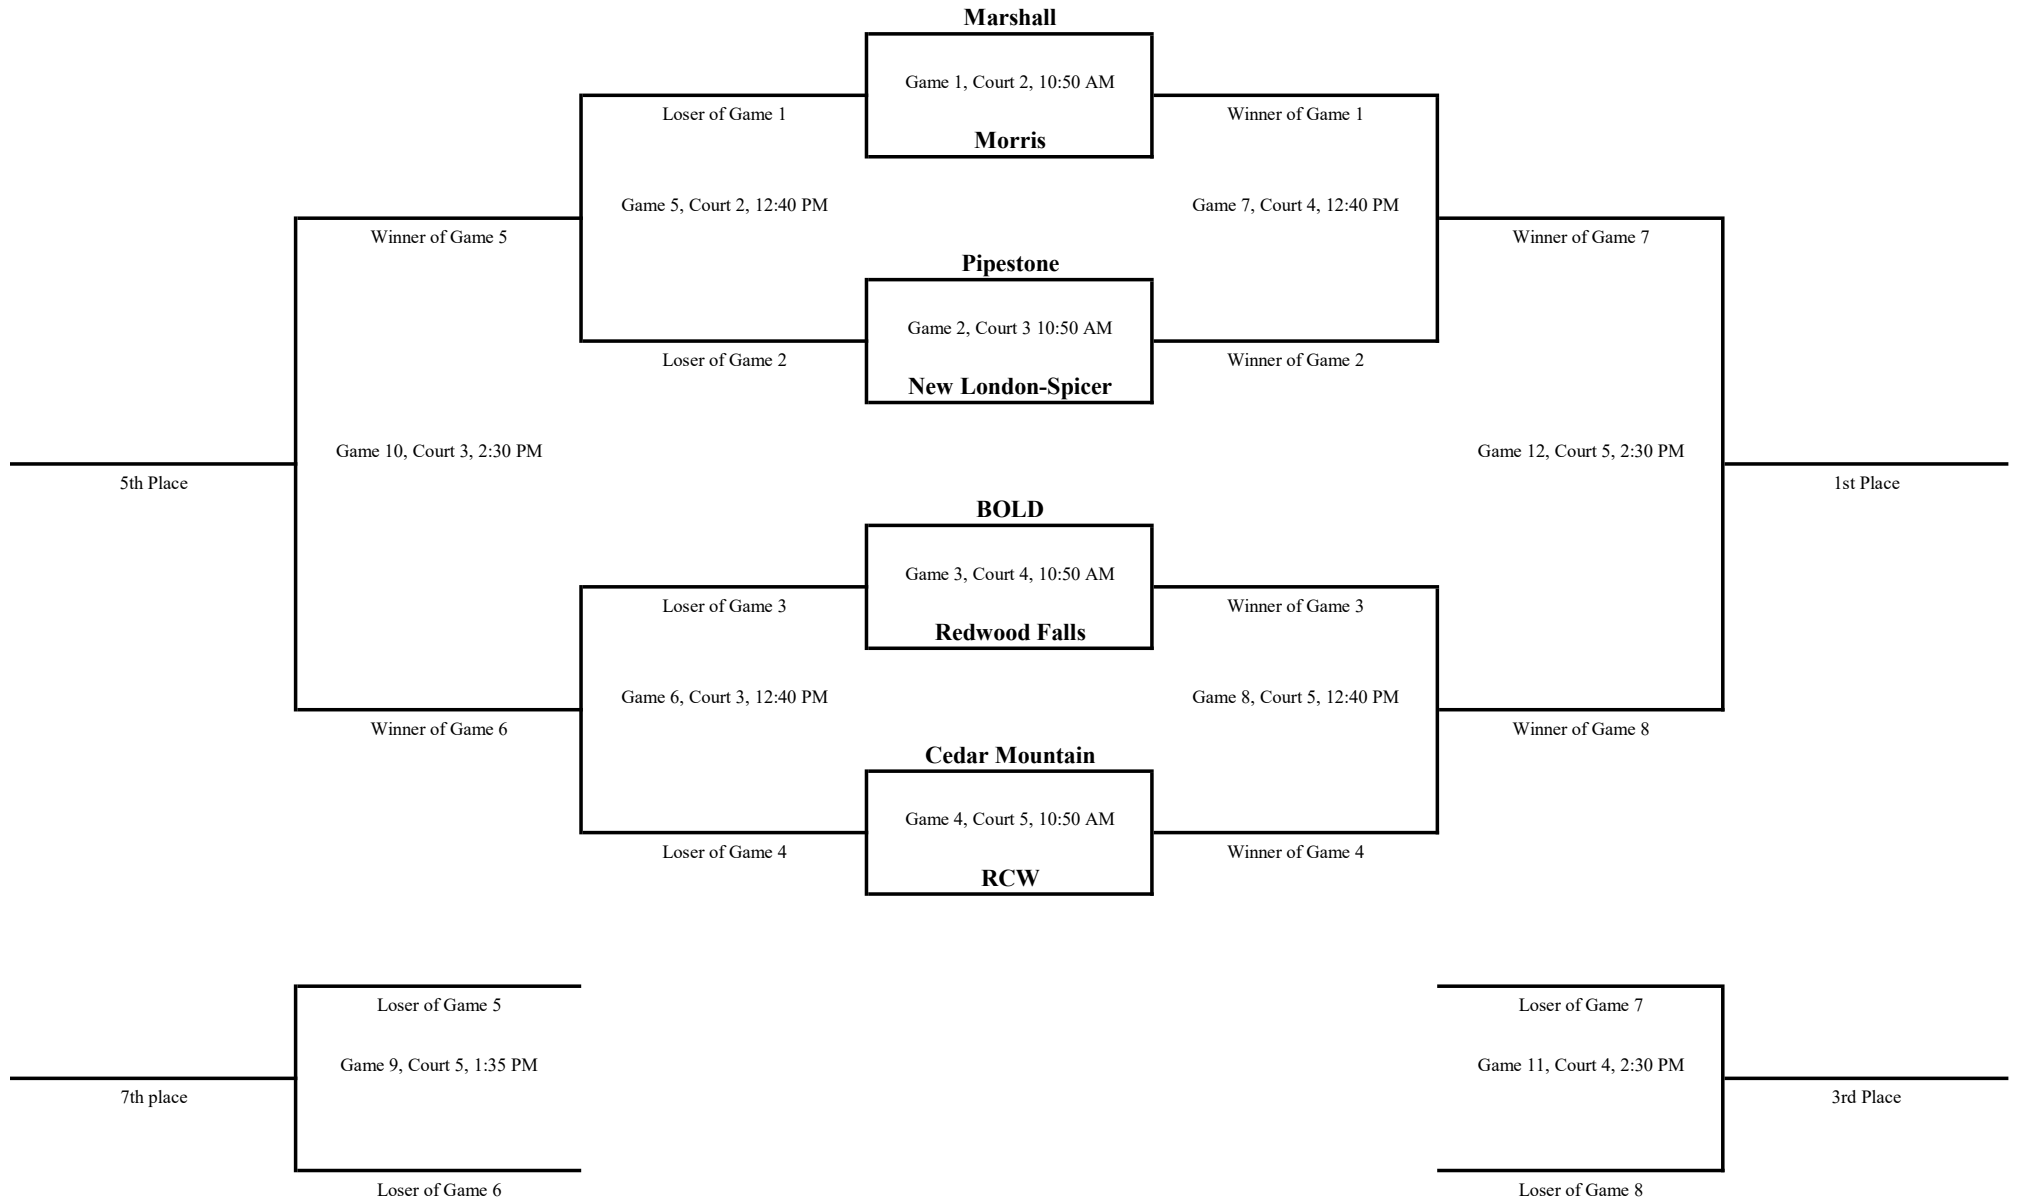 Marshall
Game 1, Court 2, 10:50 AM
Loser of Game 1
Winner of Game 1
Morris
Game 5, Court 2, 12:40 PM
Game 7, Court 4, 12:40 PM
Winner of Game 5
Winner of Game 7
Pipestone
Game 2, Court 3 10:50 AM
Loser of Game 2
Winner of Game 2
New London-Spicer
Game 10, Court 3, 2:30 PM
Game 12, Court 5, 2:30 PM
5th Place
1st Place
BOLD
Game 3, Court 4, 10:50 AM
Loser of Game 3
Winner of Game 3
Redwood Falls
Game 6, Court 3, 12:40 PM
Game 8, Court 5, 12:40 PM
Winner of Game 6
Winner of Game 8
Cedar Mountain
Game 4, Court 5, 10:50 AM
Loser of Game 4
Winner of Game 4
RCW
Loser of Game 5
Loser of Game 7
Game 9, Court 5, 1:35 PM
Game 11, Court 4, 2:30 PM
7th place
3rd Place
Loser of Game 6
Loser of Game 8